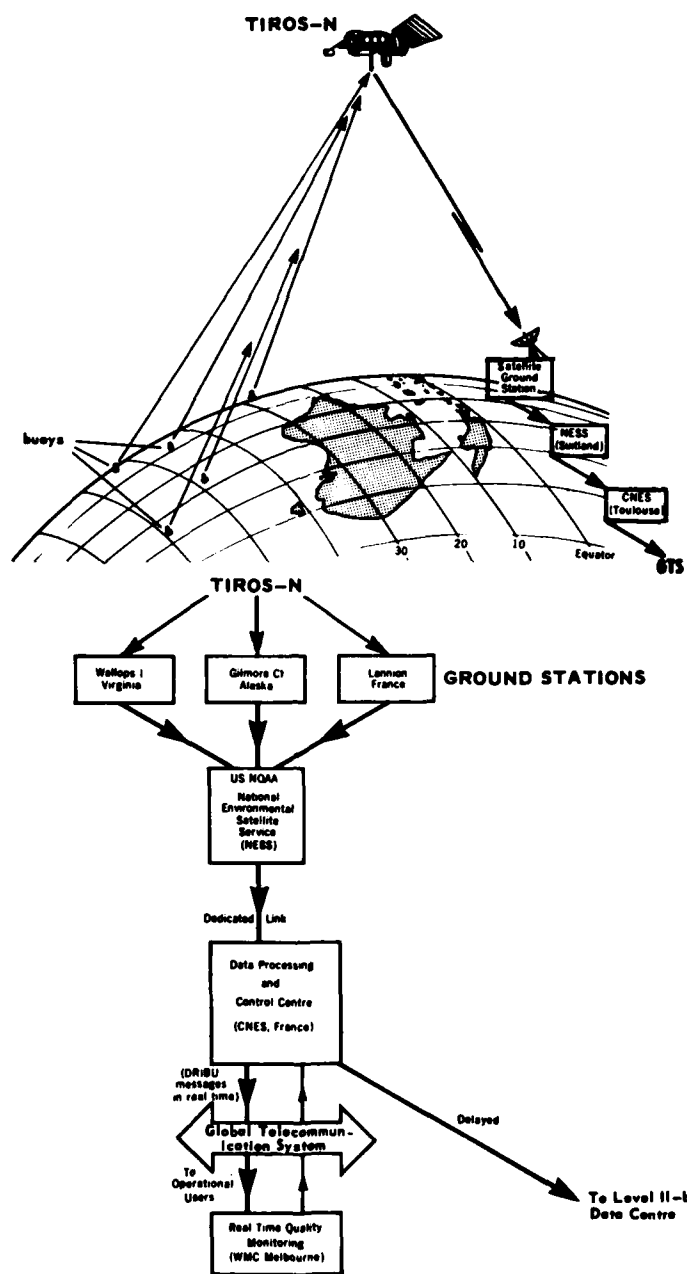 TIROS-N
Satellite
Ground
Station
buoys
NESS
(Suitland)
CNES
(Toulouse)
30
20
10
Equator
GTS
TIROS-N
Wallops I
Virginia
Gilmore Ct
Alaska
Lannion
France
GROUND STATIONS
US NOAA
National
Environmental
Satellite
Service
(NESS)
Dedicated Link
Data Processing
and
Control Centre
(CNES, France)
(DRIBU
messages
in real time)
Delayed
Global Telecommun-
ication System
To
Operational
Users
To Level II-b
Data Centre
Real Time Quality
Monitoring
(WMC Melbourne)